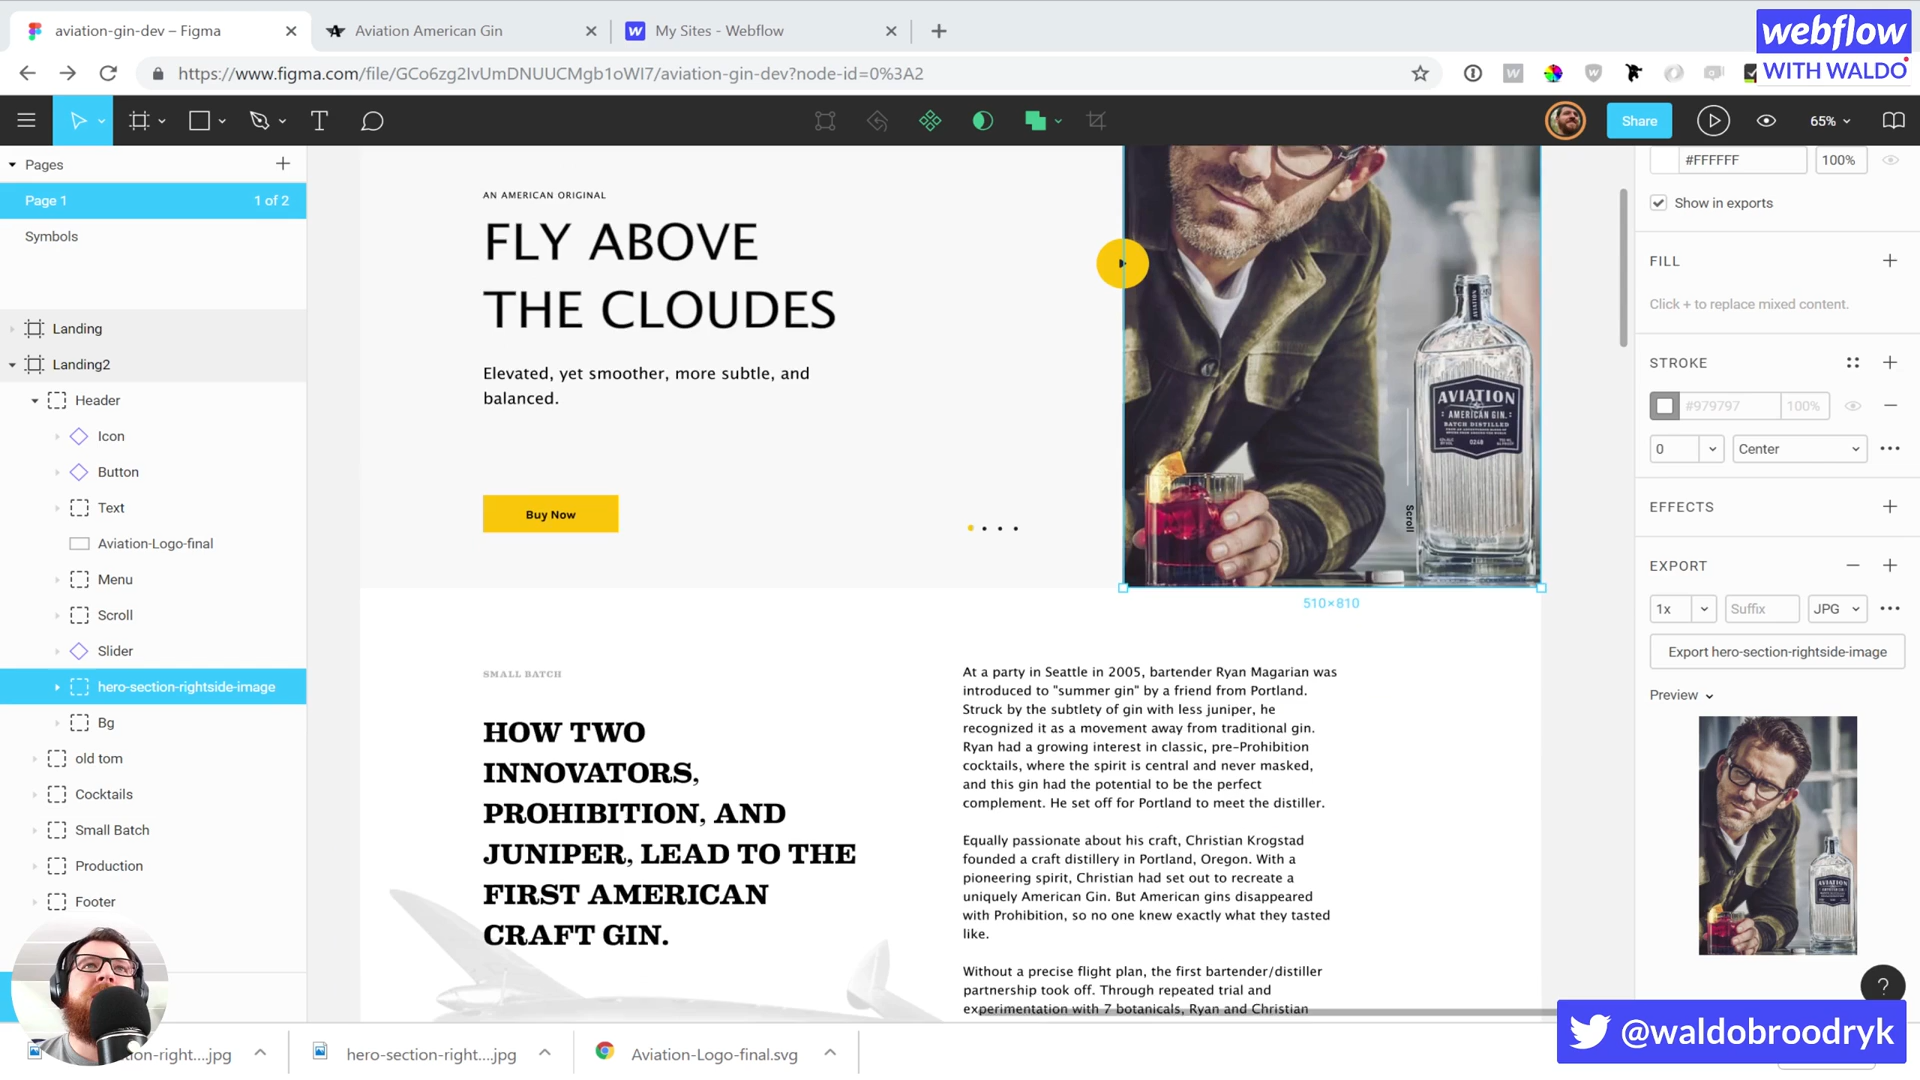 aviation-gin-dev – Figma
Aviation American Gin
My Sites - Webflow
webflow
WITH WALDO
https://www.figma.com/file/GCo6zg2IvUmDNUUCMgb1oWI7/aviation-gin-dev?node-id=0%3A2
Share
65%
Pages
Page 1
1 of 2
Symbols
Landing
Landing2
Header
Icon
Button
Text
Aviation-Logo-final
Menu
Scroll
Slider
hero-section-rightside-image
Bg
old tom
Cocktails
Small Batch
Production
Footer
AN AMERICAN ORIGINAL
FLY ABOVE
THE CLOUDES
Elevated, yet smoother, more subtle, and
balanced.
Buy Now
Scroll
AVIATION
AMERICAN GIN.
BATCH DISTILLED
510×810
SMALL BATCH
HOW TWO
INNOVATORS,
PROHIBITION, AND
JUNIPER, LEAD TO THE
FIRST AMERICAN
CRAFT GIN.
At a party in Seattle in 2005, bartender Ryan Magarian was
introduced to "summer gin" by a friend from Portland.
Struck by the subtlety of gin with less juniper, he
recognized it as a movement away from traditional gin.
Ryan had a growing interest in classic, pre-Prohibition
cocktails, where the spirit is central and never masked,
and this gin had the potential to be the perfect
complement. He set off for Portland to meet the distiller.
Equally passionate about his craft, Christian Krogstad
founded a craft distillery in Portland, Oregon. With a
pioneering spirit, Christian had set out to recreate a
uniquely American Gin. But American gins disappeared
with Prohibition, so no one knew exactly what they tasted
like.
Without a precise flight plan, the first bartender/distiller
partnership took off. Through repeated trial and
experimentation with 7 botanicals, Ryan and Christian
#FFFFFF
100%
Show in exports
FILL
Click + to replace mixed content.
STROKE
#979797
100%
0
Center
EFFECTS
EXPORT
1x
Suffix
JPG
Export hero-section-rightside-image
Preview
AVIATION
?
@waldobroodryk
tion-right....jpg
hero-section-right....jpg
Aviation-Logo-final.svg